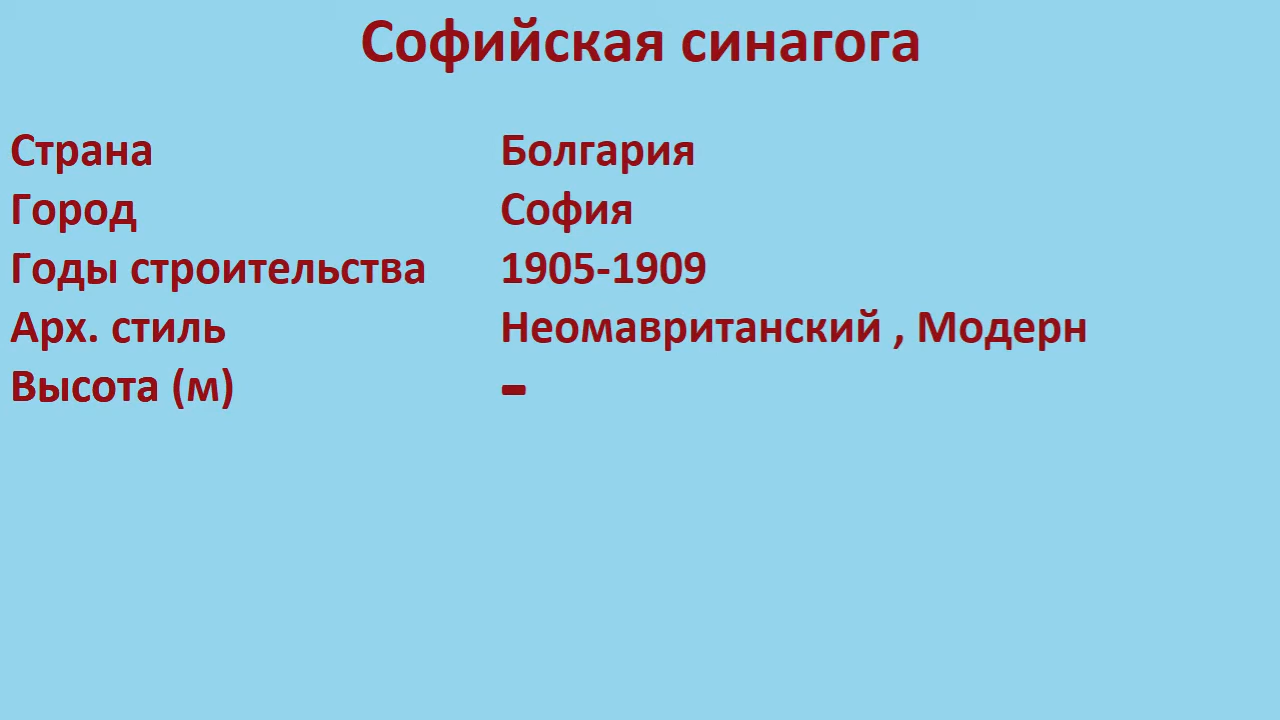 Софийская синагога
Страна Болгария
Город София
Годы строительства 1905-1909
Арх. стиль Неомавританский , Модерн
Высота (м) -